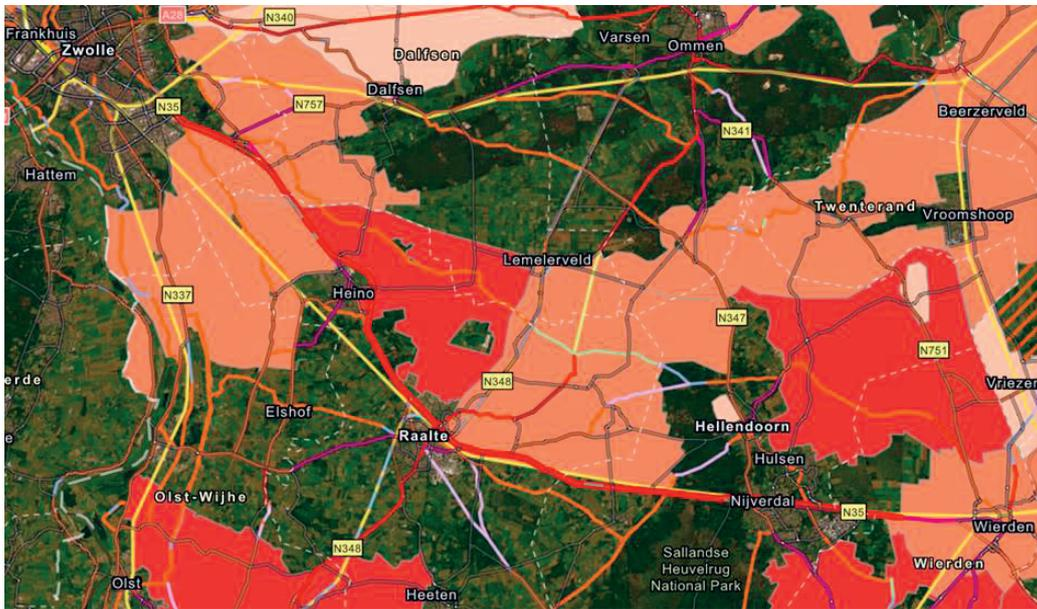 A28
N340
Frankhuis
Zwolle
Dalfsen
Varsen
Ommen
Dalfsen
N35
N757
N341
Beerzerveld
Hattem
Twenterand
Vroomshoop
Lemelerveld
Heino
N337
N347
N751
erde
N348
Vriezen
e
Elshof
Raalte
Hellendoorn
Hulsen
Olst-Wijhe
Nijverdal
N35
Wierden
N348
Sallandse
Heuvelrug
National Park
Wierden
Olst
Heeten